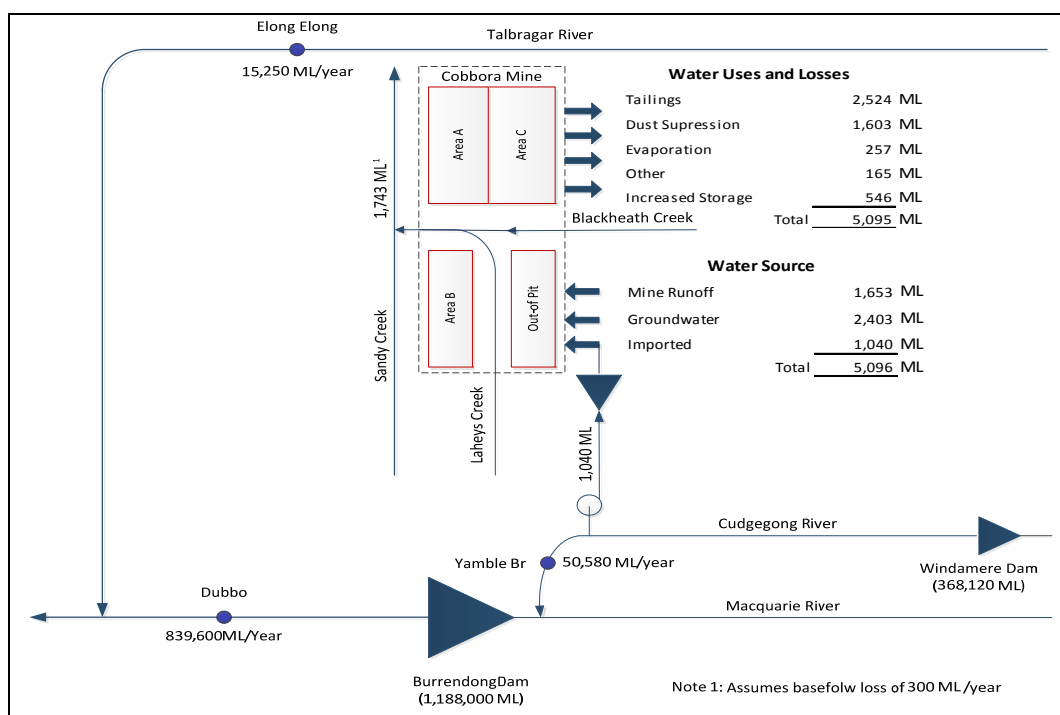 Elong Elong
Talbragar River
15,250 ML/year
Cobbora Mine
Water Uses and Losses
Tailings 2,524 ML
Dust Supression 1,603 ML
Evaporation 257 ML
Other 165 ML
Increased Storage 546 ML
Total 5,095 ML
Area A
Area C
1,743 ML¹
Blackheath Creek
Water Source
Mine Runoff 1,653 ML
Groundwater 2,403 ML
Imported 1,040 ML
Total 5,096 ML
Area B
Out-of Pit
Sandy Creek
Laheys Creek
1,040 ML
Cudgegong River
Yamble Br
50,580 ML/year
Windamere Dam
(368,120 ML)
Dubbo
Macquarie River
839,600ML/Year
BurrendongDam
(1,188,000 ML)
Note 1: Assumes basefolw loss of 300 ML/year